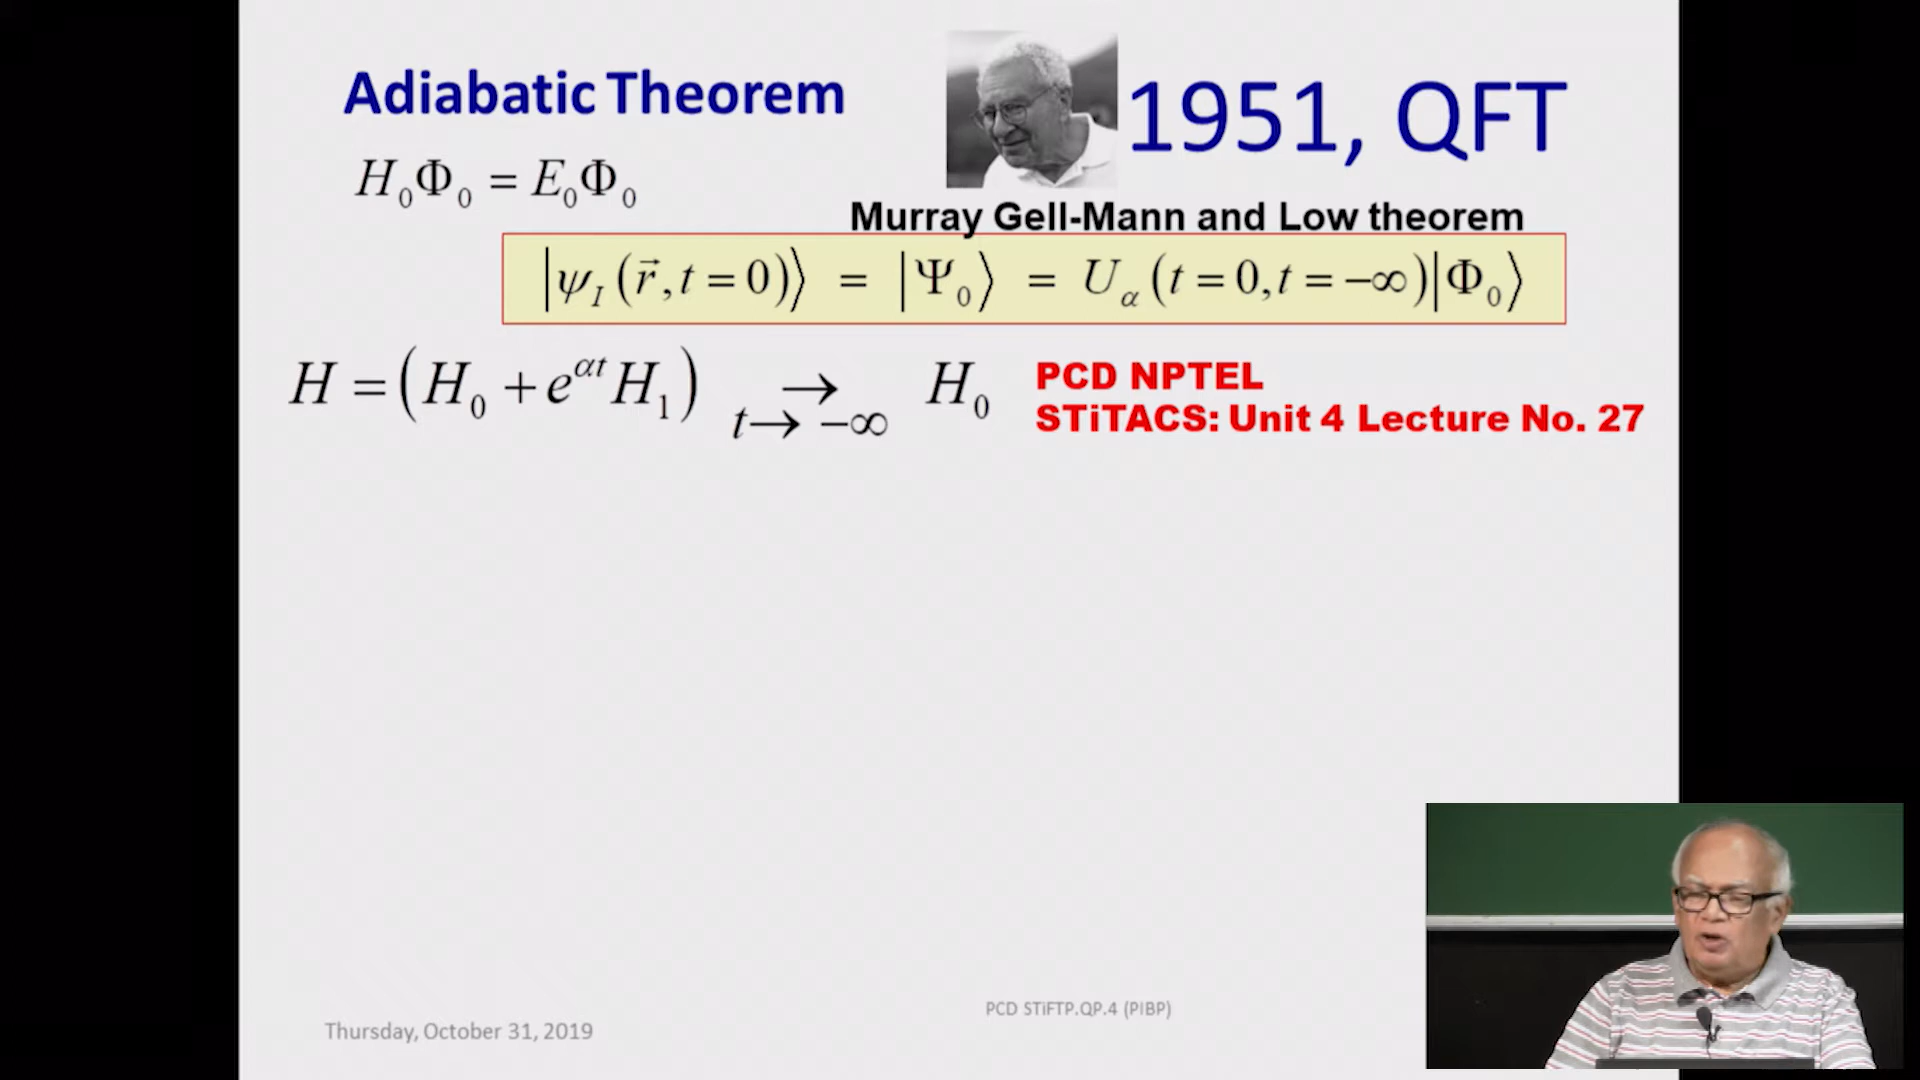 Adiabatic Theorem
1951, QFT
H₀Φ₀ = E₀Φ₀
Murray Gell-Mann and Low theorem
|ψ_I(r⃗, t = 0)⟩ = |Ψ₀⟩ = U_α(t = 0, t = −∞)|Φ₀⟩
H = (H₀ + e^{αt} H₁) → H₀
t → −∞
PCD NPTEL
STiTACS: Unit 4 Lecture No. 27
PCD STiFTP.QP.4 (PIBP)
Thursday, October 31, 2019